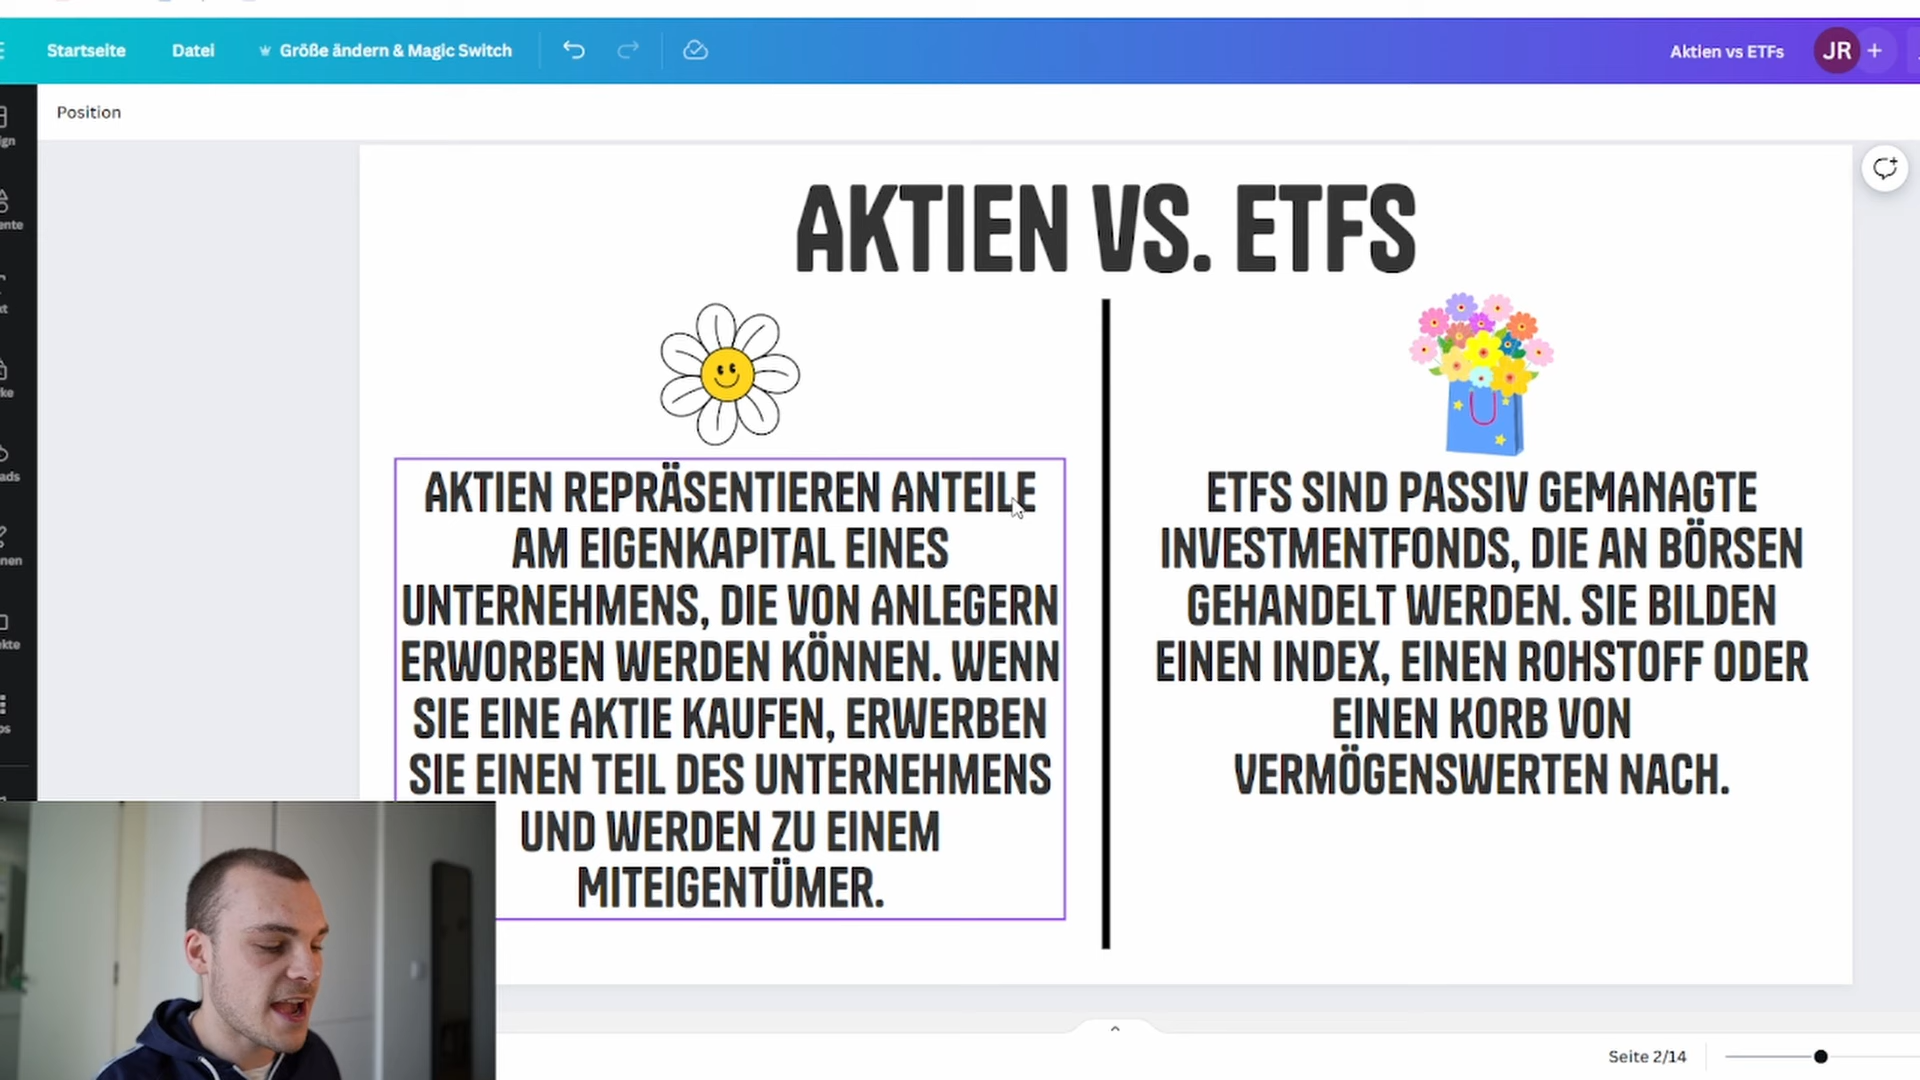 Startseite
Datei
Größe ändern & Magic Switch
Aktien vs ETFs
JR
Position
AKTIEN VS. ETFS
AKTIEN REPRÄSENTIEREN ANTEILE
AM EIGENKAPITAL EINES
UNTERNEHMENS, DIE VON ANLEGERN
ERWORBEN WERDEN KÖNNEN. WENN
SIE EINE AKTIE KAUFEN, ERWERBEN
SIE EINEN TEIL DES UNTERNEHMENS
UND WERDEN ZU EINEM
MITEIGENTÜMER.
ETFS SIND PASSIV GEMANAGTE
INVESTMENTFONDS, DIE AN BÖRSEN
GEHANDELT WERDEN. SIE BILDEN
EINEN INDEX, EINEN ROHSTOFF ODER
EINEN KORB VON
VERMÖGENSWERTEN NACH.
Seite 2/14